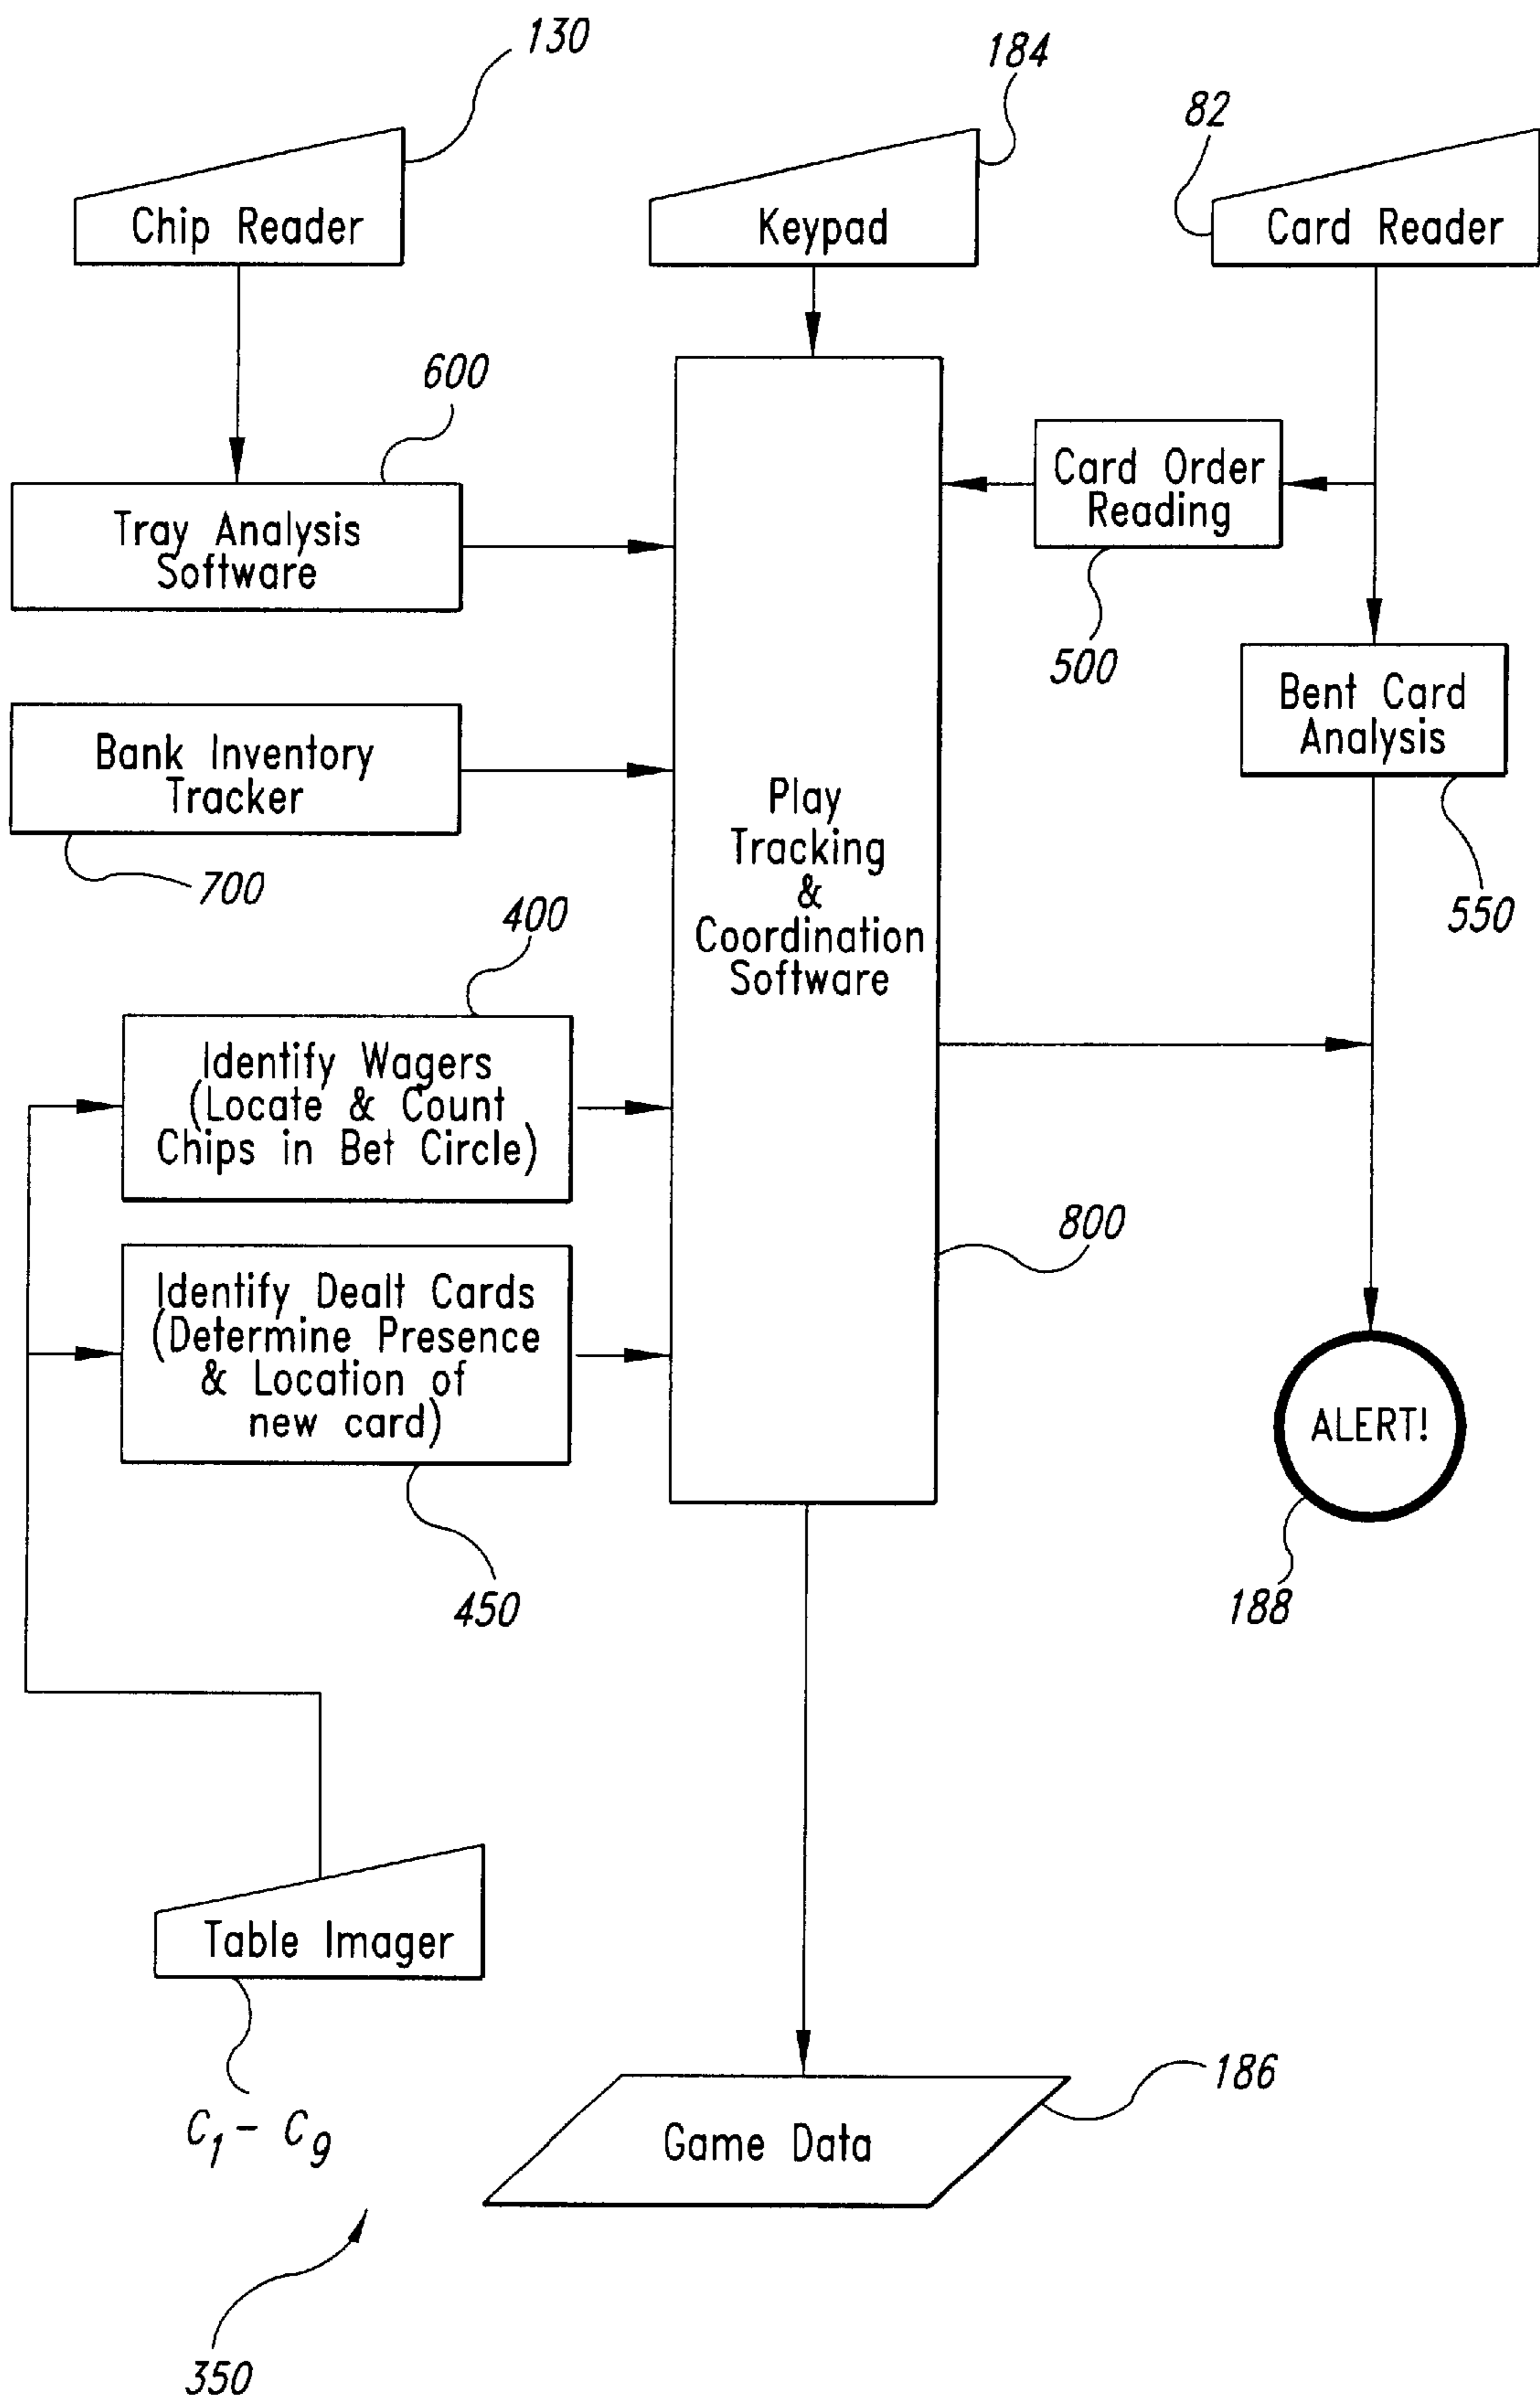 130
184
82
Chip Reader
Keypad
Card Reader
600
Card Order
Reading
Tray Analysis
Software
500
Bent Card
Analysis
Bank Inventory
Tracker
Play
Tracking
&
Coordination
Software
700
550
400
Identify Wagers
(Locate & Count
Chips in Bet Circle)
800
Identify Dealt Cards
(Determine Presence
& Location of
new card)
ALERT!
450
188
Table Imager
C1 - C9
186
Game Data
350